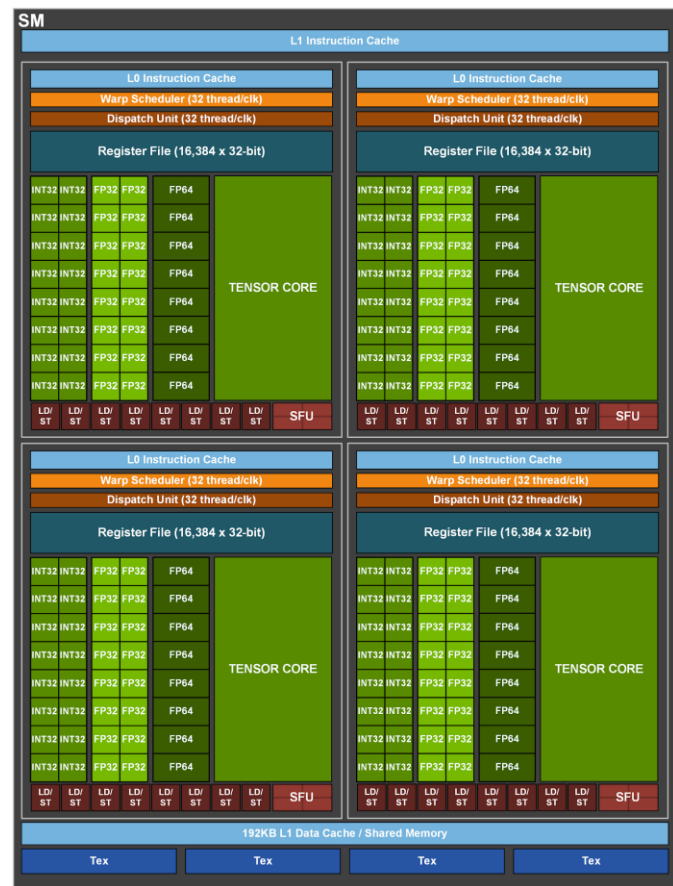 SM
L1 Instruction Cache
L0 Instruction Cache
Warp Scheduler (32 thread/clk)
Dispatch Unit (32 thread/clk)
Register File (16,384 x 32-bit)
INT32 INT32 FP32 FP32 FP64
INT32 INT32 FP32 FP32 FP64
INT32 INT32 FP32 FP32 FP64
INT32 INT32 FP32 FP32 FP64
TENSOR CORE
INT32 INT32 FP32 FP32 FP64
INT32 INT32 FP32 FP32 FP64
INT32 INT32 FP32 FP32 FP64
INT32 INT32 FP32 FP32 FP64
LD/ LD/ LD/ LD/ LD/ LD/ LD/ LD/
ST ST ST ST ST ST ST ST
SFU
L0 Instruction Cache
Warp Scheduler (32 thread/clk)
Dispatch Unit (32 thread/clk)
Register File (16,384 x 32-bit)
INT32 INT32 FP32 FP32 FP64
INT32 INT32 FP32 FP32 FP64
INT32 INT32 FP32 FP32 FP64
INT32 INT32 FP32 FP32 FP64
TENSOR CORE
INT32 INT32 FP32 FP32 FP64
INT32 INT32 FP32 FP32 FP64
INT32 INT32 FP32 FP32 FP64
INT32 INT32 FP32 FP32 FP64
LD/ LD/ LD/ LD/ LD/ LD/ LD/ LD/
ST ST ST ST ST ST ST ST
SFU
L0 Instruction Cache
Warp Scheduler (32 thread/clk)
Dispatch Unit (32 thread/clk)
Register File (16,384 x 32-bit)
INT32 INT32 FP32 FP32 FP64
INT32 INT32 FP32 FP32 FP64
INT32 INT32 FP32 FP32 FP64
INT32 INT32 FP32 FP32 FP64
TENSOR CORE
INT32 INT32 FP32 FP32 FP64
INT32 INT32 FP32 FP32 FP64
INT32 INT32 FP32 FP32 FP64
INT32 INT32 FP32 FP32 FP64
LD/ LD/ LD/ LD/ LD/ LD/ LD/ LD/
ST ST ST ST ST ST ST ST
SFU
L0 Instruction Cache
Warp Scheduler (32 thread/clk)
Dispatch Unit (32 thread/clk)
Register File (16,384 x 32-bit)
INT32 INT32 FP32 FP32 FP64
INT32 INT32 FP32 FP32 FP64
INT32 INT32 FP32 FP32 FP64
INT32 INT32 FP32 FP32 FP64
TENSOR CORE
INT32 INT32 FP32 FP32 FP64
INT32 INT32 FP32 FP32 FP64
INT32 INT32 FP32 FP32 FP64
INT32 INT32 FP32 FP32 FP64
LD/ LD/ LD/ LD/ LD/ LD/ LD/ LD/
ST ST ST ST ST ST ST ST
SFU
192KB L1 Data Cache / Shared Memory
Tex Tex Tex Tex